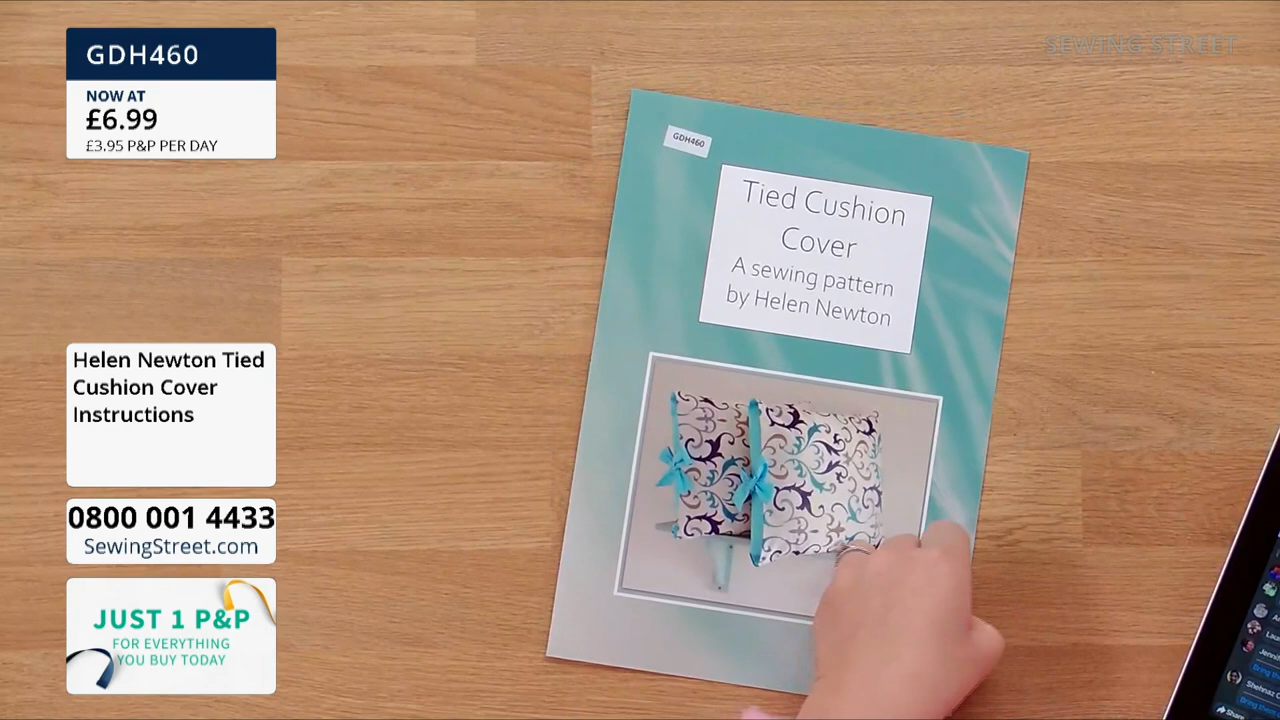 GDH460
NOW AT
£6.99
£3.95 P&P PER DAY
SEWING STREET
GDH460
Tied Cushion
Cover
A sewing pattern
by Helen Newton
Helen Newton Tied
Cushion Cover
Instructions
0800 001 4433
SewingStreet.com
JUST 1 P&P
FOR EVERYTHING
YOU BUY TODAY
Shehnaz
Share